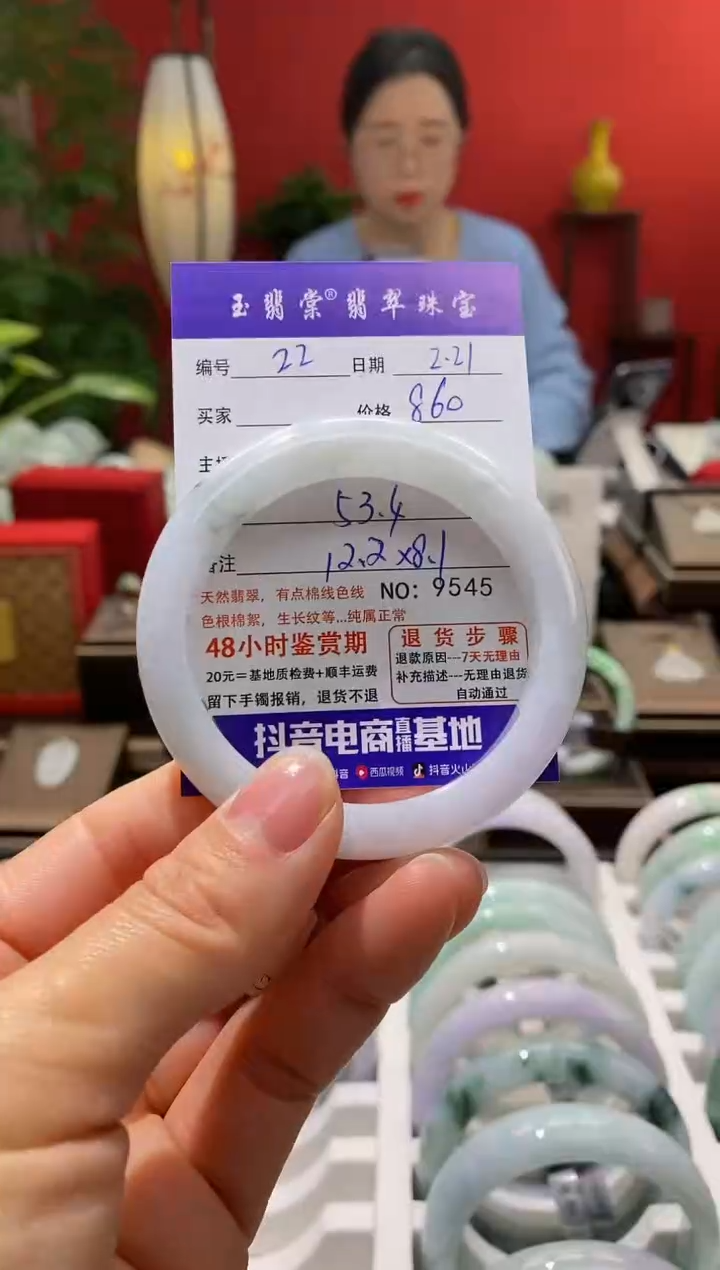 玉翡棠®翡翠珠宝
编号 22 日期 2.21
买家 价格 860
主
53.4
注 12.2×8.1
天然翡翠，有点棉线色线 NO: 9545
色根棉絮，生长纹等...纯属正常
48小时鉴赏期
20元=基地质检费+顺丰运费
留下手镯报销，退货不退
退货步骤
退款原因---7天无理由
补充描述---无理由退货
自动通过
抖音电商直播基地
抖音 西瓜视频 抖音火山